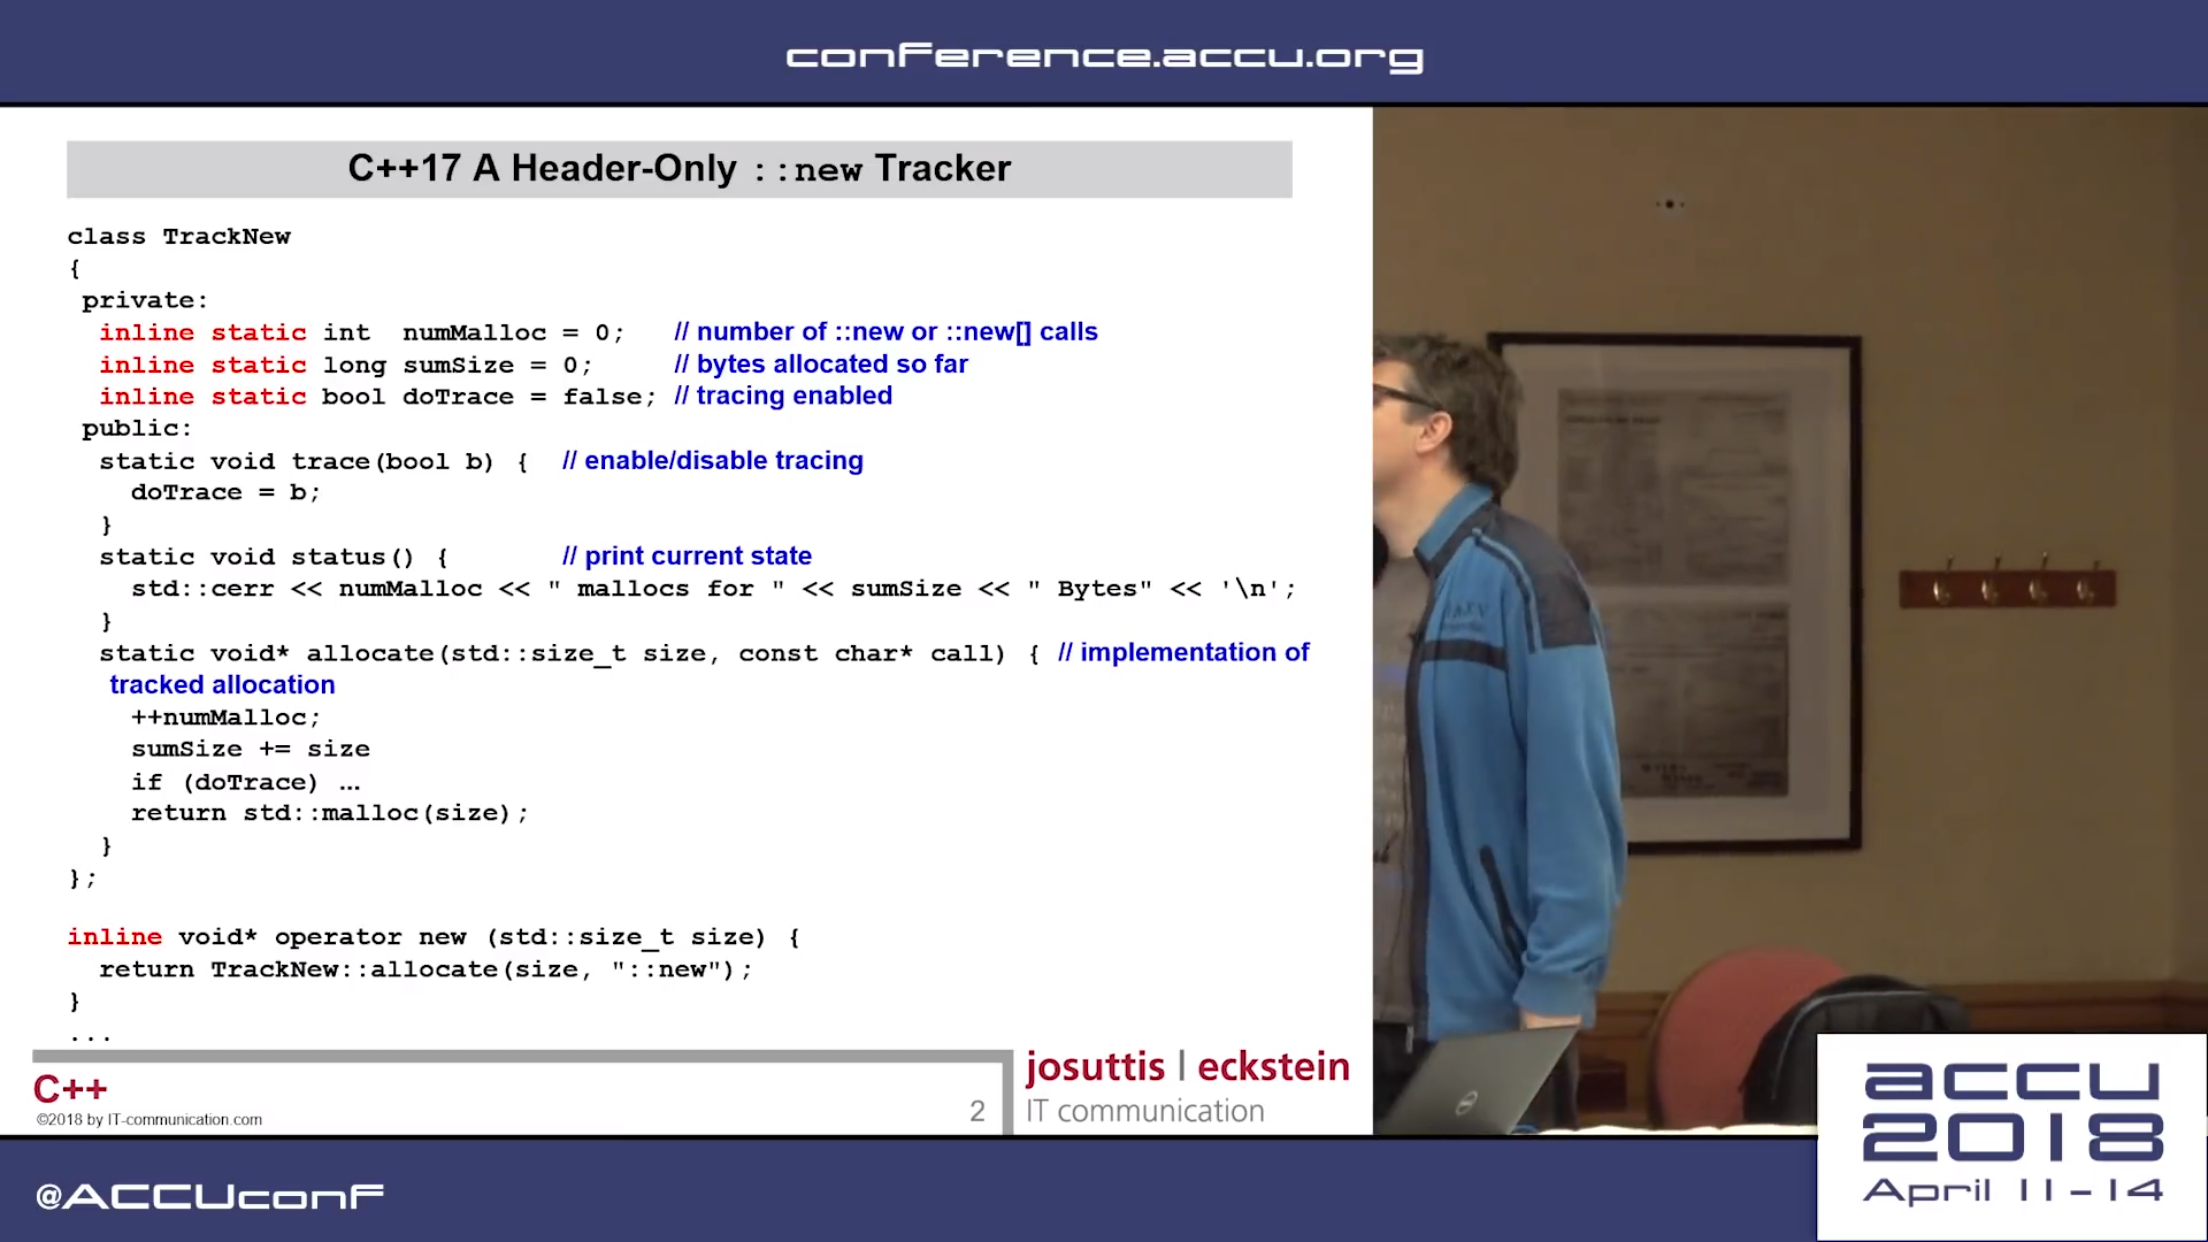 conference.accu.org
C++17 A Header-Only ::new Tracker
class TrackNew
{
private:
inline static int numMalloc = 0; // number of ::new or ::new[] calls
inline static long sumSize = 0; // bytes allocated so far
inline static bool doTrace = false; // tracing enabled
public:
static void trace(bool b) { // enable/disable tracing
doTrace = b;
}
static void status() { // print current state
std::cerr << numMalloc << " mallocs for " << sumSize << " Bytes" << '\n';
}
static void* allocate(std::size_t size, const char* call) { // implementation of
tracked allocation
++numMalloc;
sumSize += size
if (doTrace) ...
return std::malloc(size);
}
};
inline void* operator new (std::size_t size) {
return TrackNew::allocate(size, "::new");
}
...
C++
©2018 by IT-communication.com
2
josuttis | eckstein
IT communication
@ACCUconf
accu
2018
April 11-14